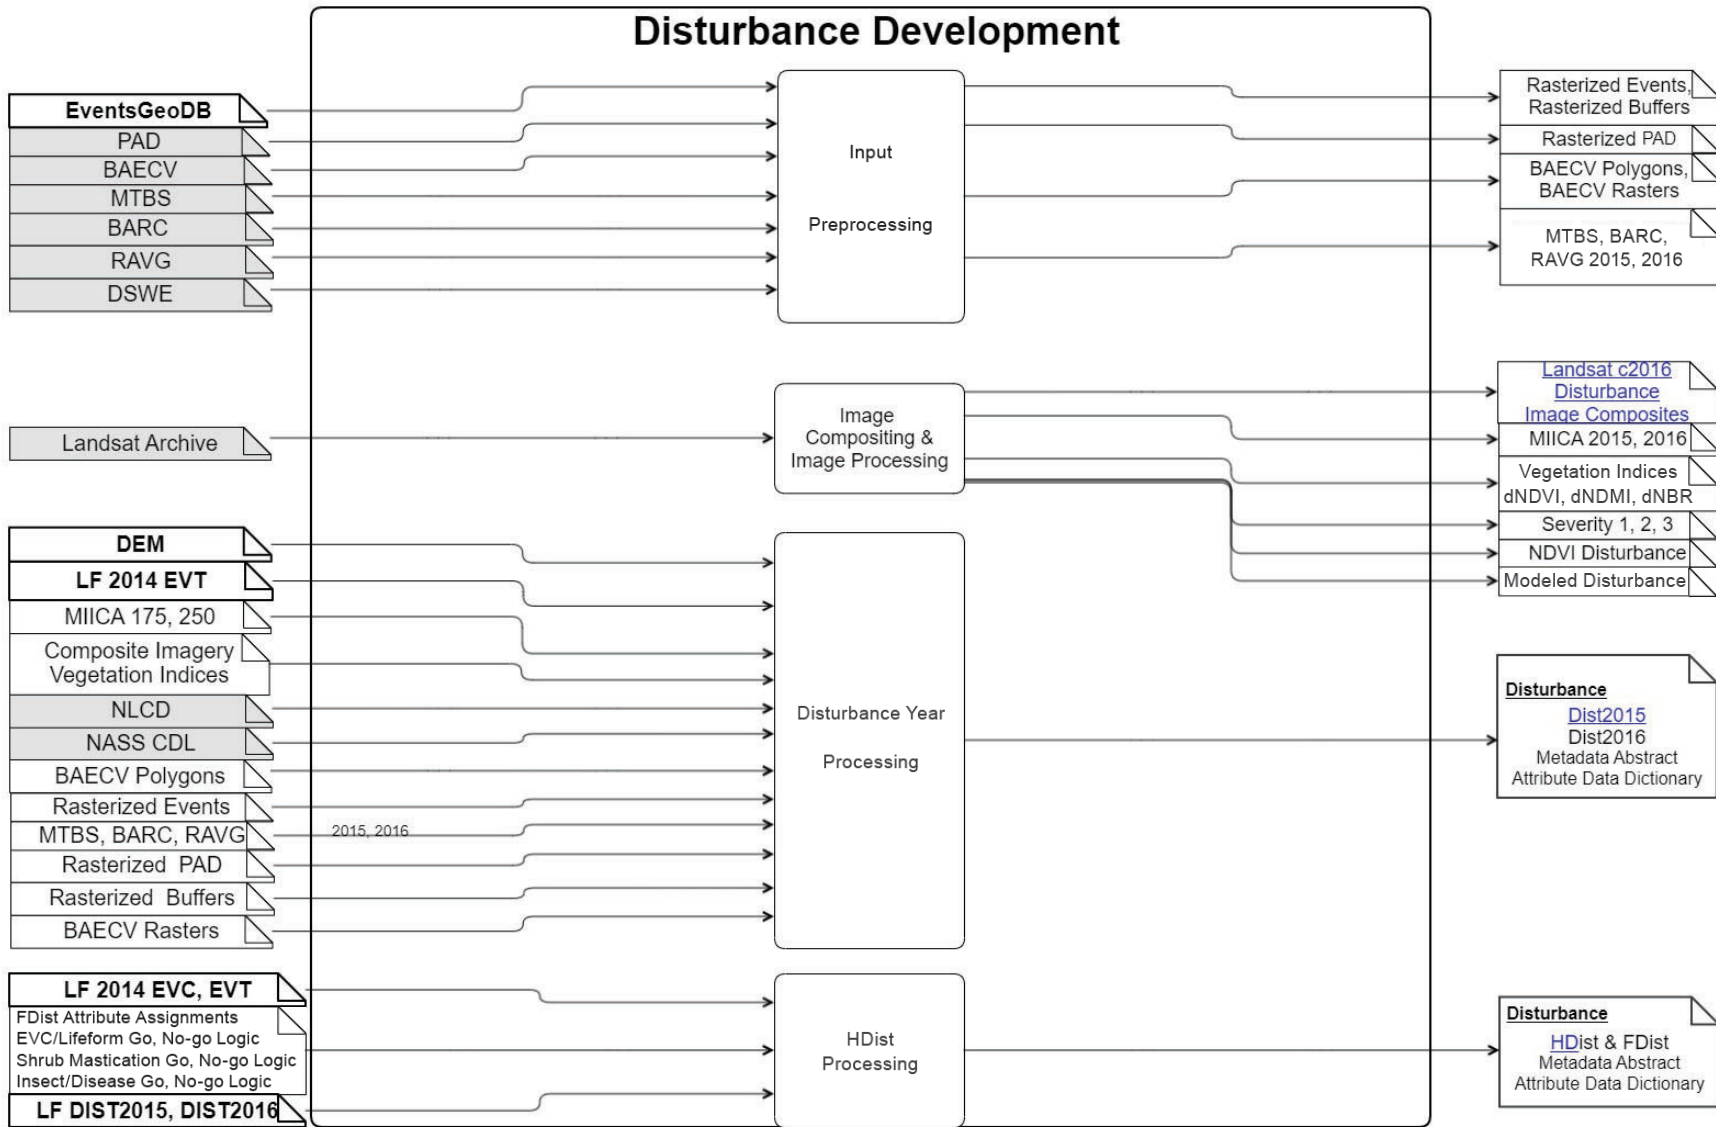 Disturbance Development
EventsGeoDB
PAD
BAECV
MTBS
BARC
RAVG
DSWE
Input
Preprocessing
Rasterized Events,
Rasterized Buffers
Rasterized PAD
BAECV Polygons,
BAECV Rasters
MTBS, BARC,
RAVG 2015, 2016
Landsat Archive
Image
Compositing &
Image Processing
Landsat c2016
Disturbance
Image Composites
MIICA 2015, 2016
Vegetation Indices
dNDVI, dNDMI, dNBR
Severity 1, 2, 3
NDVI Disturbance
Modeled Disturbance
DEM
LF 2014 EVT
MIICA 175, 250
Composite Imagery
Vegetation Indices
NLCD
NASS CDL
BAECV Polygons
Rasterized Events
MTBS, BARC, RAVG
2015, 2016
Rasterized PAD
Rasterized Buffers
BAECV Rasters
Disturbance Year
Processing
Disturbance
Dist2015
Dist2016
Metadata Abstract
Attribute Data Dictionary
LF 2014 EVC, EVT
FDist Attribute Assignments
EVC/Lifeform Go, No-go Logic
Shrub Mastication Go, No-go Logic
Insect/Disease Go, No-go Logic
LF DIST2015, DIST2016
HDist
Processing
Disturbance
HDist & FDist
Metadata Abstract
Attribute Data Dictionary